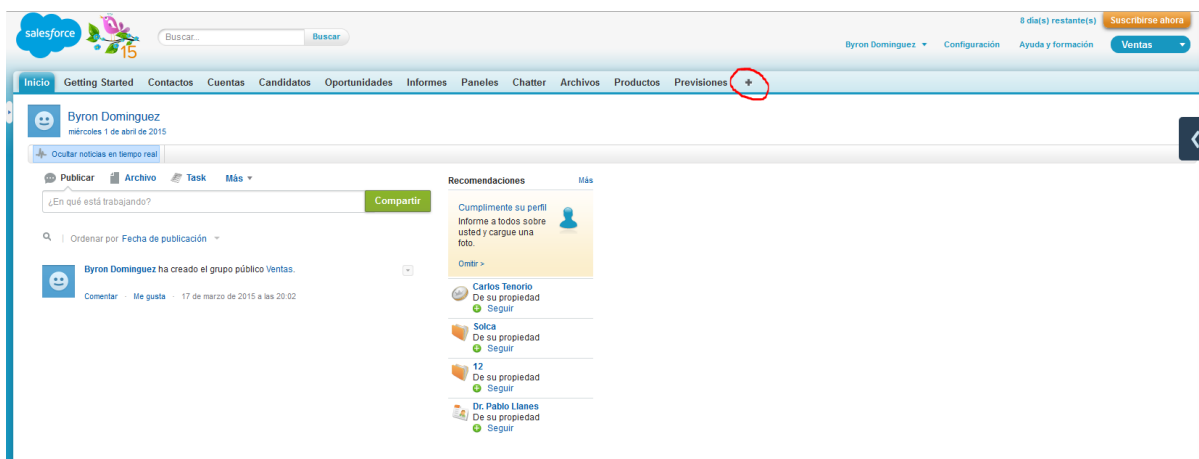 salesforce
15
Buscar...
Buscar
8 día(s) restante(s)
Suscribirse ahora
Byron Dominguez
Configuración
Ayuda y formación
Ventas
Inicio Getting Started Contactos Cuentas Candidatos Oportunidades Informes Paneles Chatter Archivos Productos Previsiones +
Byron Dominguez
miércoles 1 de abril de 2015
Ocultar noticias en tiempo real
Publicar Archivo Task Más
¿En qué está trabajando?
Compartir
Ordenar por Fecha de publicación
Byron Dominguez ha creado el grupo público Ventas.
Comentar · Me gusta · 17 de marzo de 2015 a las 20:02
Recomendaciones Más
Cumplimente su perfil
Informe a todos sobre
usted y cargue una
foto.
Omitir >
Carlos Tenorio
De su propiedad
Seguir
Solca
De su propiedad
Seguir
12
De su propiedad
Seguir
Dr. Pablo Llanes
De su propiedad
Seguir